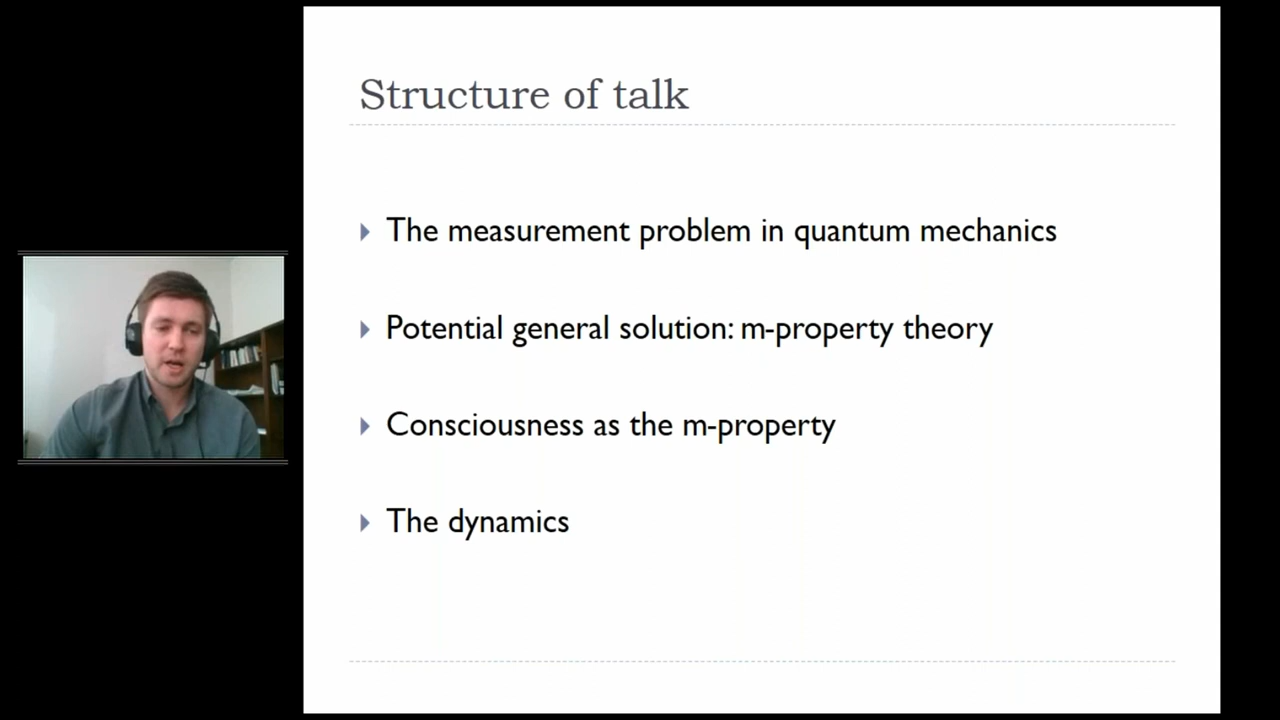 Structure of talk
The measurement problem in quantum mechanics
Potential general solution: m-property theory
Consciousness as the m-property
The dynamics